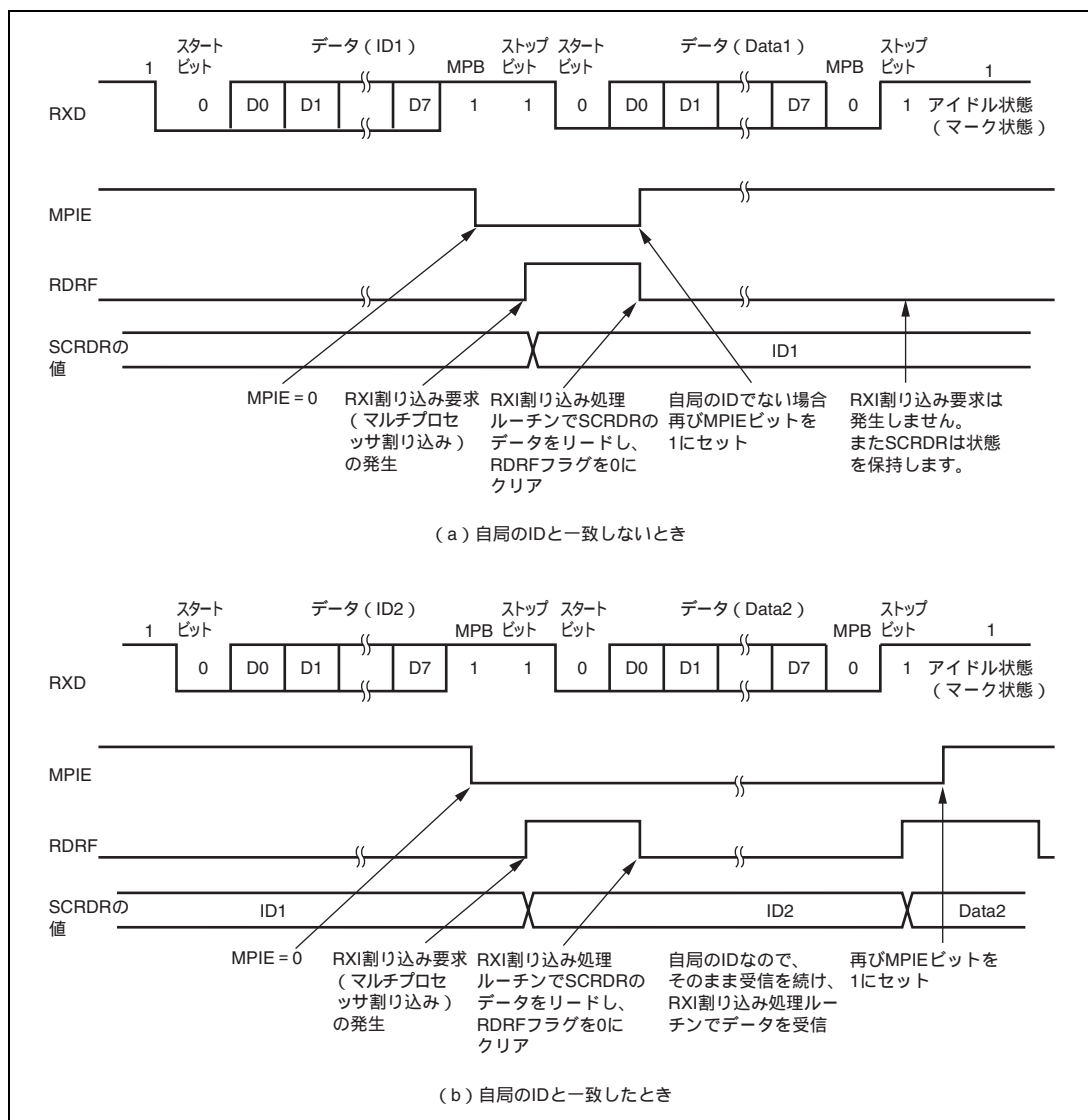 スタート ビット データ（ID1） MPB ストップ ビット スタート ビット データ（Data1） MPB ストップ ビット
1 1
RXD 0 D0 D1 D7 1 1 0 D0 D1 D7 0 1 アイドル状態
（マーク状態）
MPIE
RDRF
SCRDRの
値
ID1
MPIE = 0
RXI割り込み要求
（マルチプロセ
ッサ割り込み）
の発生
RXI割り込み処理
ルーチンでSCRDRの
データをリードし、
RDRFフラグを0に
クリア
自局のIDでない場合
再びMPIEビットを
1にセット
RXI割り込み要求は
発生しません。
またSCRDRは状態
を保持します。
（a）自局のIDと一致しないとき
スタート ビット データ（ID2） MPB ストップ ビット スタート ビット データ（Data2） MPB ストップ ビット
1 1
RXD 0 D0 D1 D7 1 1 0 D0 D1 D7 0 1 アイドル状態
（マーク状態）
MPIE
RDRF
SCRDRの
値
ID1 ID2 Data2
MPIE = 0
RXI割り込み要求
（マルチプロセ
ッサ割り込み）
の発生
RXI割り込み処理
ルーチンでSCRDRの
データをリードし、
RDRFフラグを0に
クリア
自局のIDなので、
そのまま受信を続け、
RXI割り込み処理ルー
チンでデータを受信
再びMPIEビットを
1にセット
（b）自局のIDと一致したとき